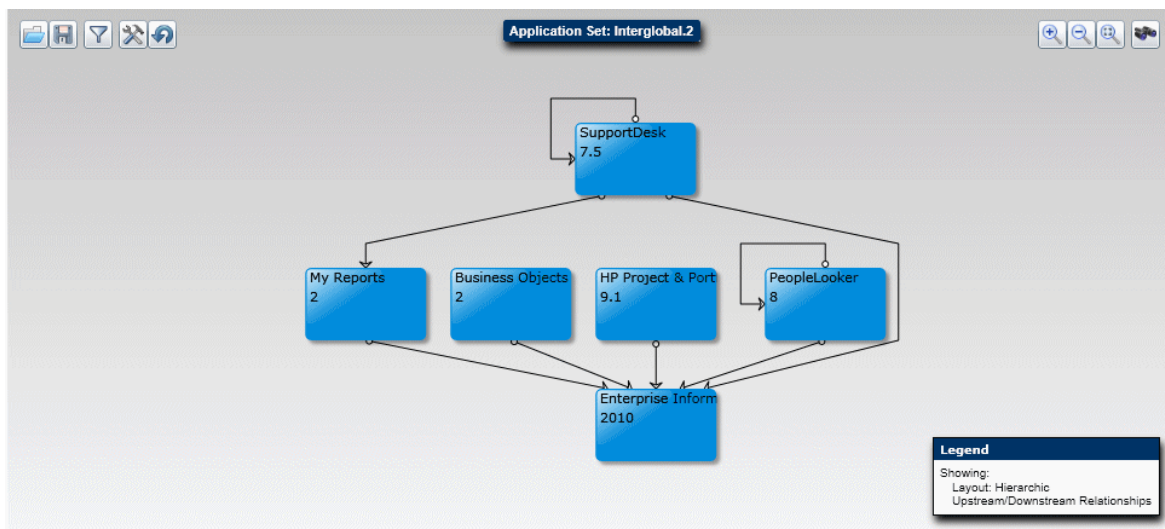 Application Set: Interglobal.2
SupportDesk
7.5
My Reports
2
Business Objects
2
HP Project & Port
9.1
PeopleLooker
8
Enterprise Inform
2010
Legend
Showing:
Layout: Hierarchic
Upstream/Downstream Relationships